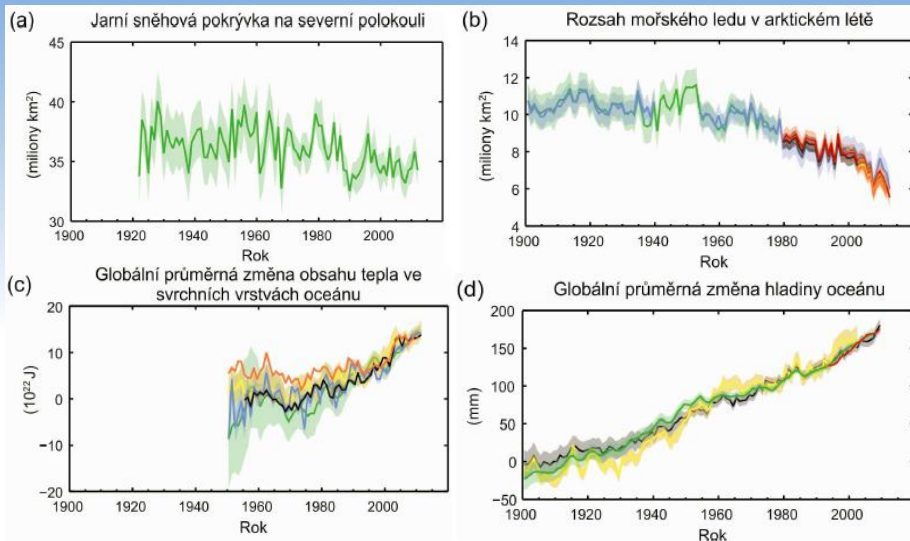 (a) Jarní sněhová pokrývka na severní polokouli
45
40
35
30
(miliony km²)
1900 1920 1940 1960 1980 2000
Rok
(b) Rozsah mořského ledu v arktickém létě
14
12
10
8
6
4
(miliony km²)
1900 1920 1940 1960 1980 2000
Rok
(c) Globální průměrná změna obsahu tepla ve
svrchních vrstvách oceánu
20
10
0
−10
−20
(10²² J)
1900 1920 1940 1960 1980 2000
Rok
(d) Globální průměrná změna hladiny oceánu
200
150
100
50
0
−50
(mm)
1900 1920 1940 1960 1980 2000
Rok